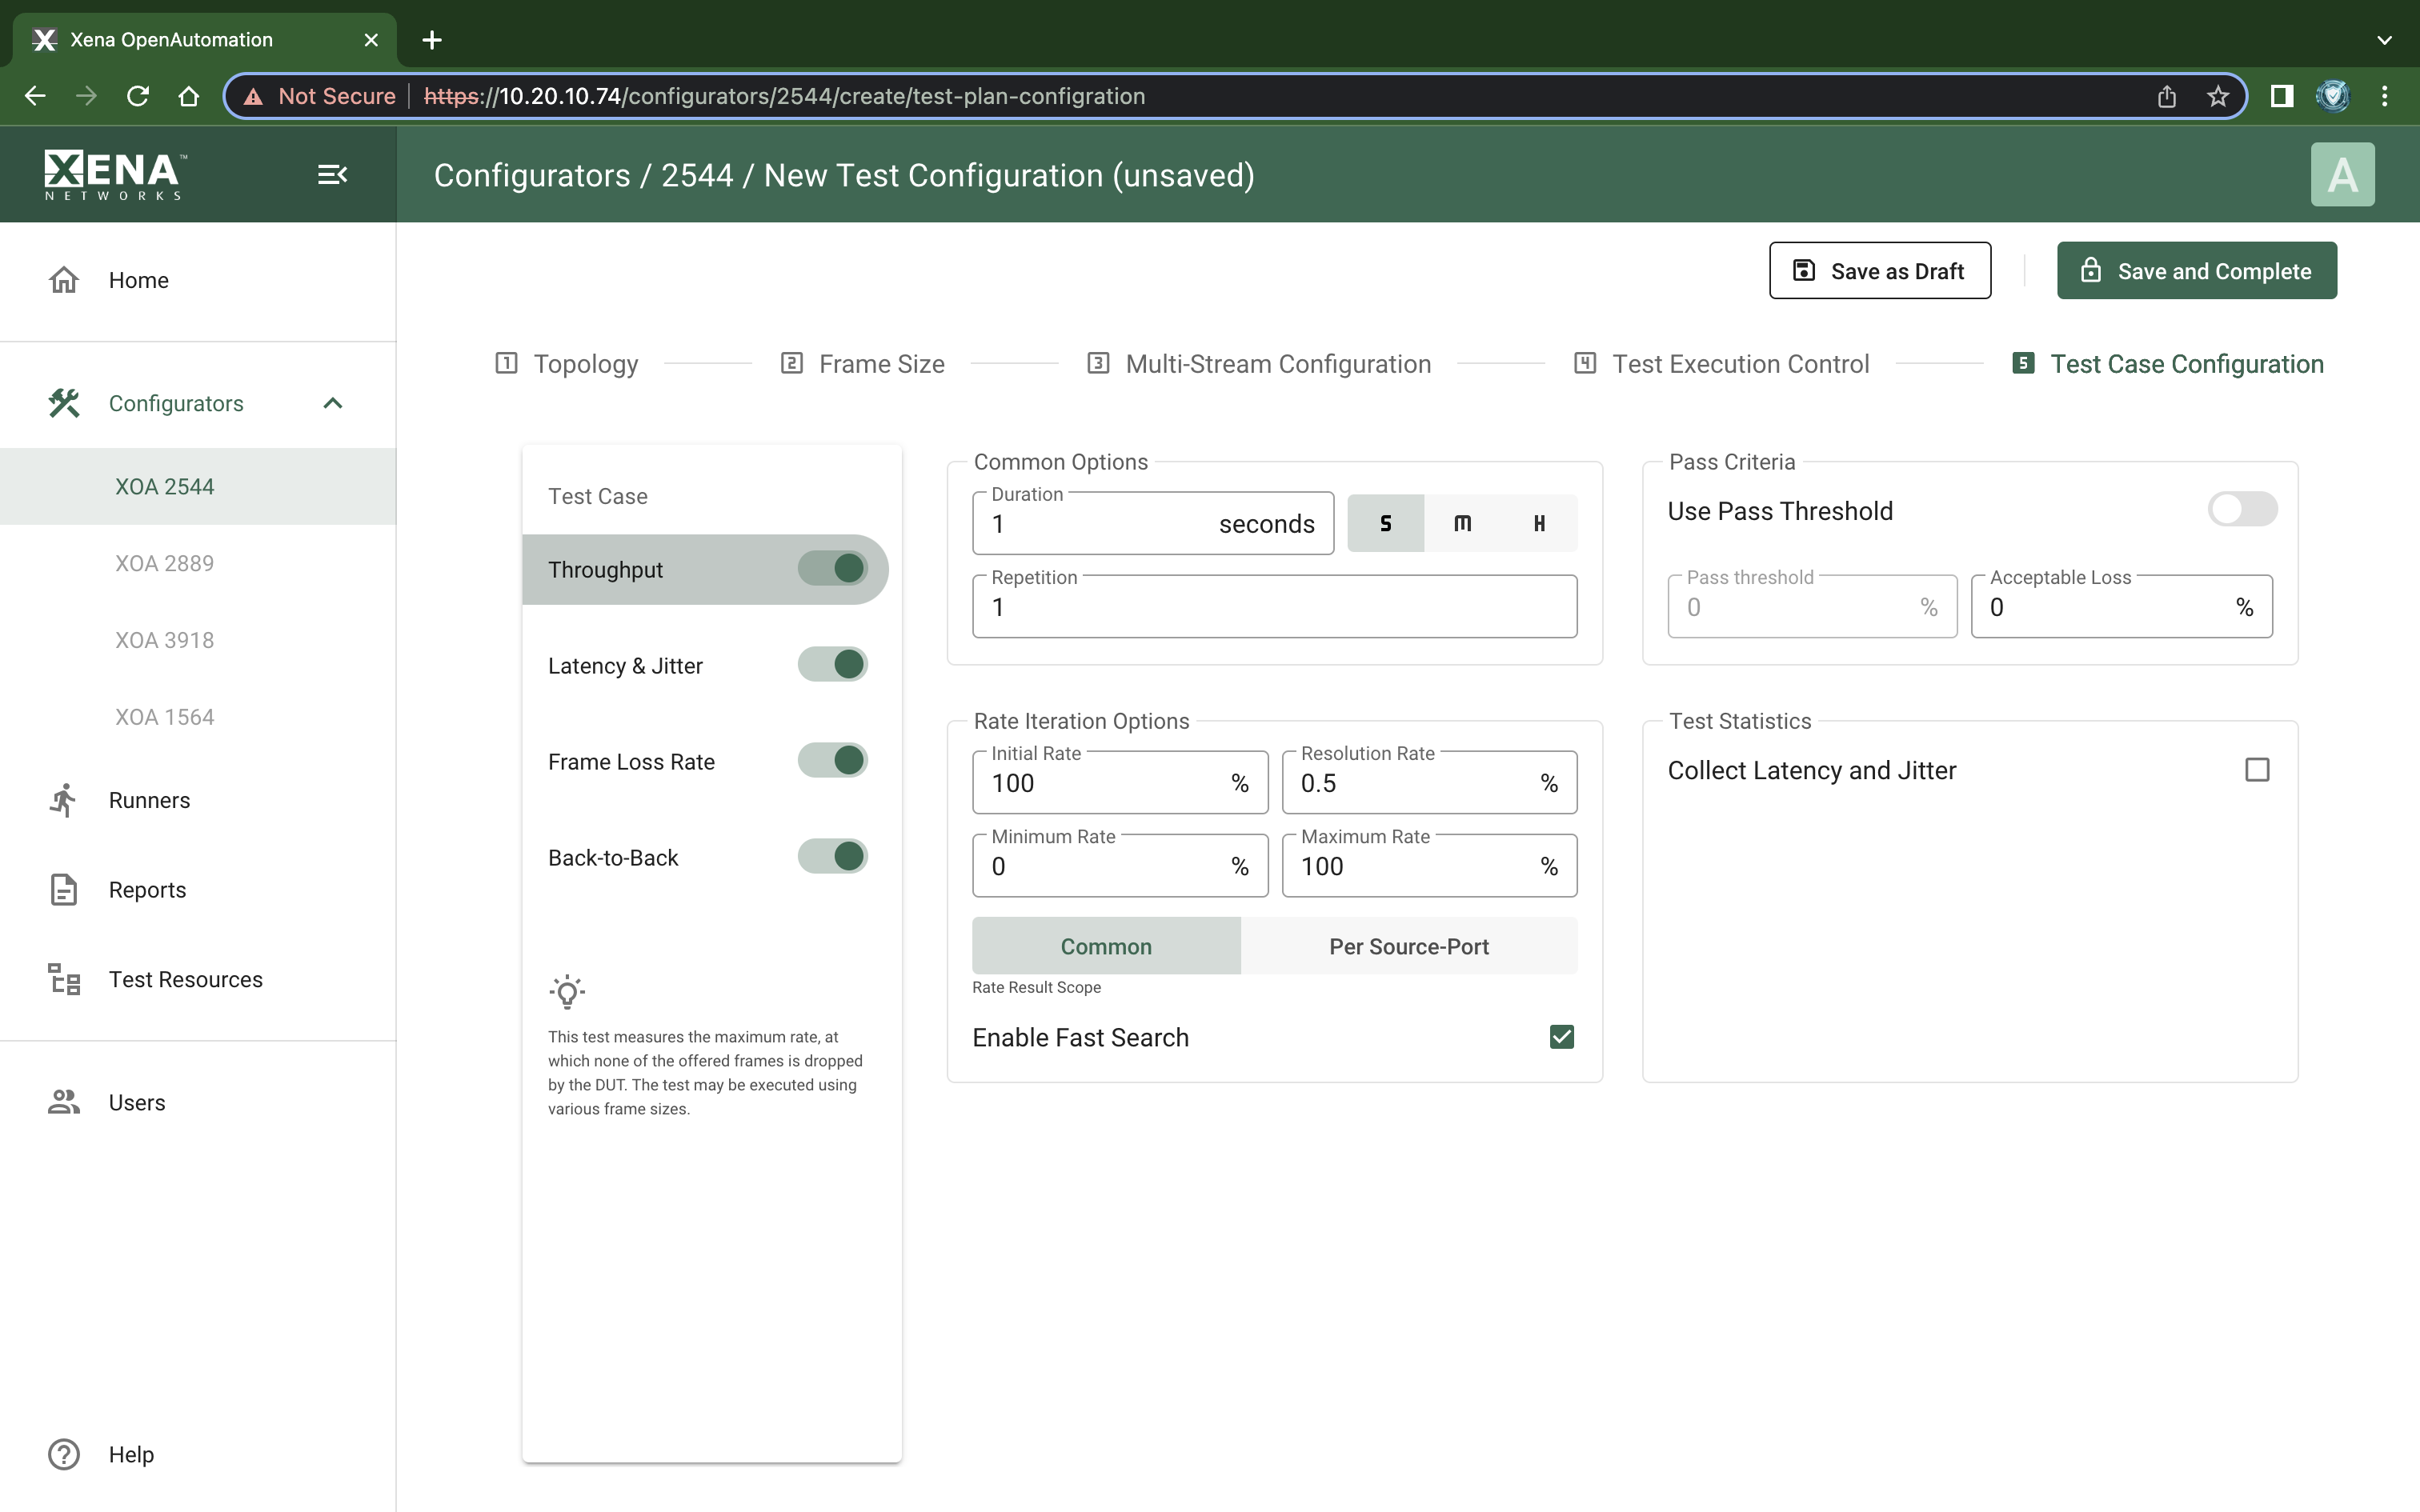 Xena OpenAutomation
Not Secure
https://10.20.10.74/configurators/2544/create/test-plan-configration
XENA™
NETWORKS
Configurators / 2544 / New Test Configuration (unsaved)
A
Home
Configurators
XOA 2544
XOA 2889
XOA 3918
XOA 1564
Runners
Reports
Test Resources
Users
Help
Save as Draft
Save and Complete
1 Topology
2 Frame Size
3 Multi-Stream Configuration
4 Test Execution Control
5 Test Case Configuration
Test Case
Throughput
Latency & Jitter
Frame Loss Rate
Back-to-Back
This test measures the maximum rate, at
which none of the offered frames is dropped
by the DUT. The test may be executed using
various frame sizes.
Common Options
Duration
1 seconds
S M H
Repetition
1
Pass Criteria
Use Pass Threshold
Pass threshold
0 %
Acceptable Loss
0 %
Rate Iteration Options
Initial Rate
100 %
Resolution Rate
0.5 %
Minimum Rate
0 %
Maximum Rate
100 %
Common
Per Source-Port
Rate Result Scope
Enable Fast Search
Test Statistics
Collect Latency and Jitter